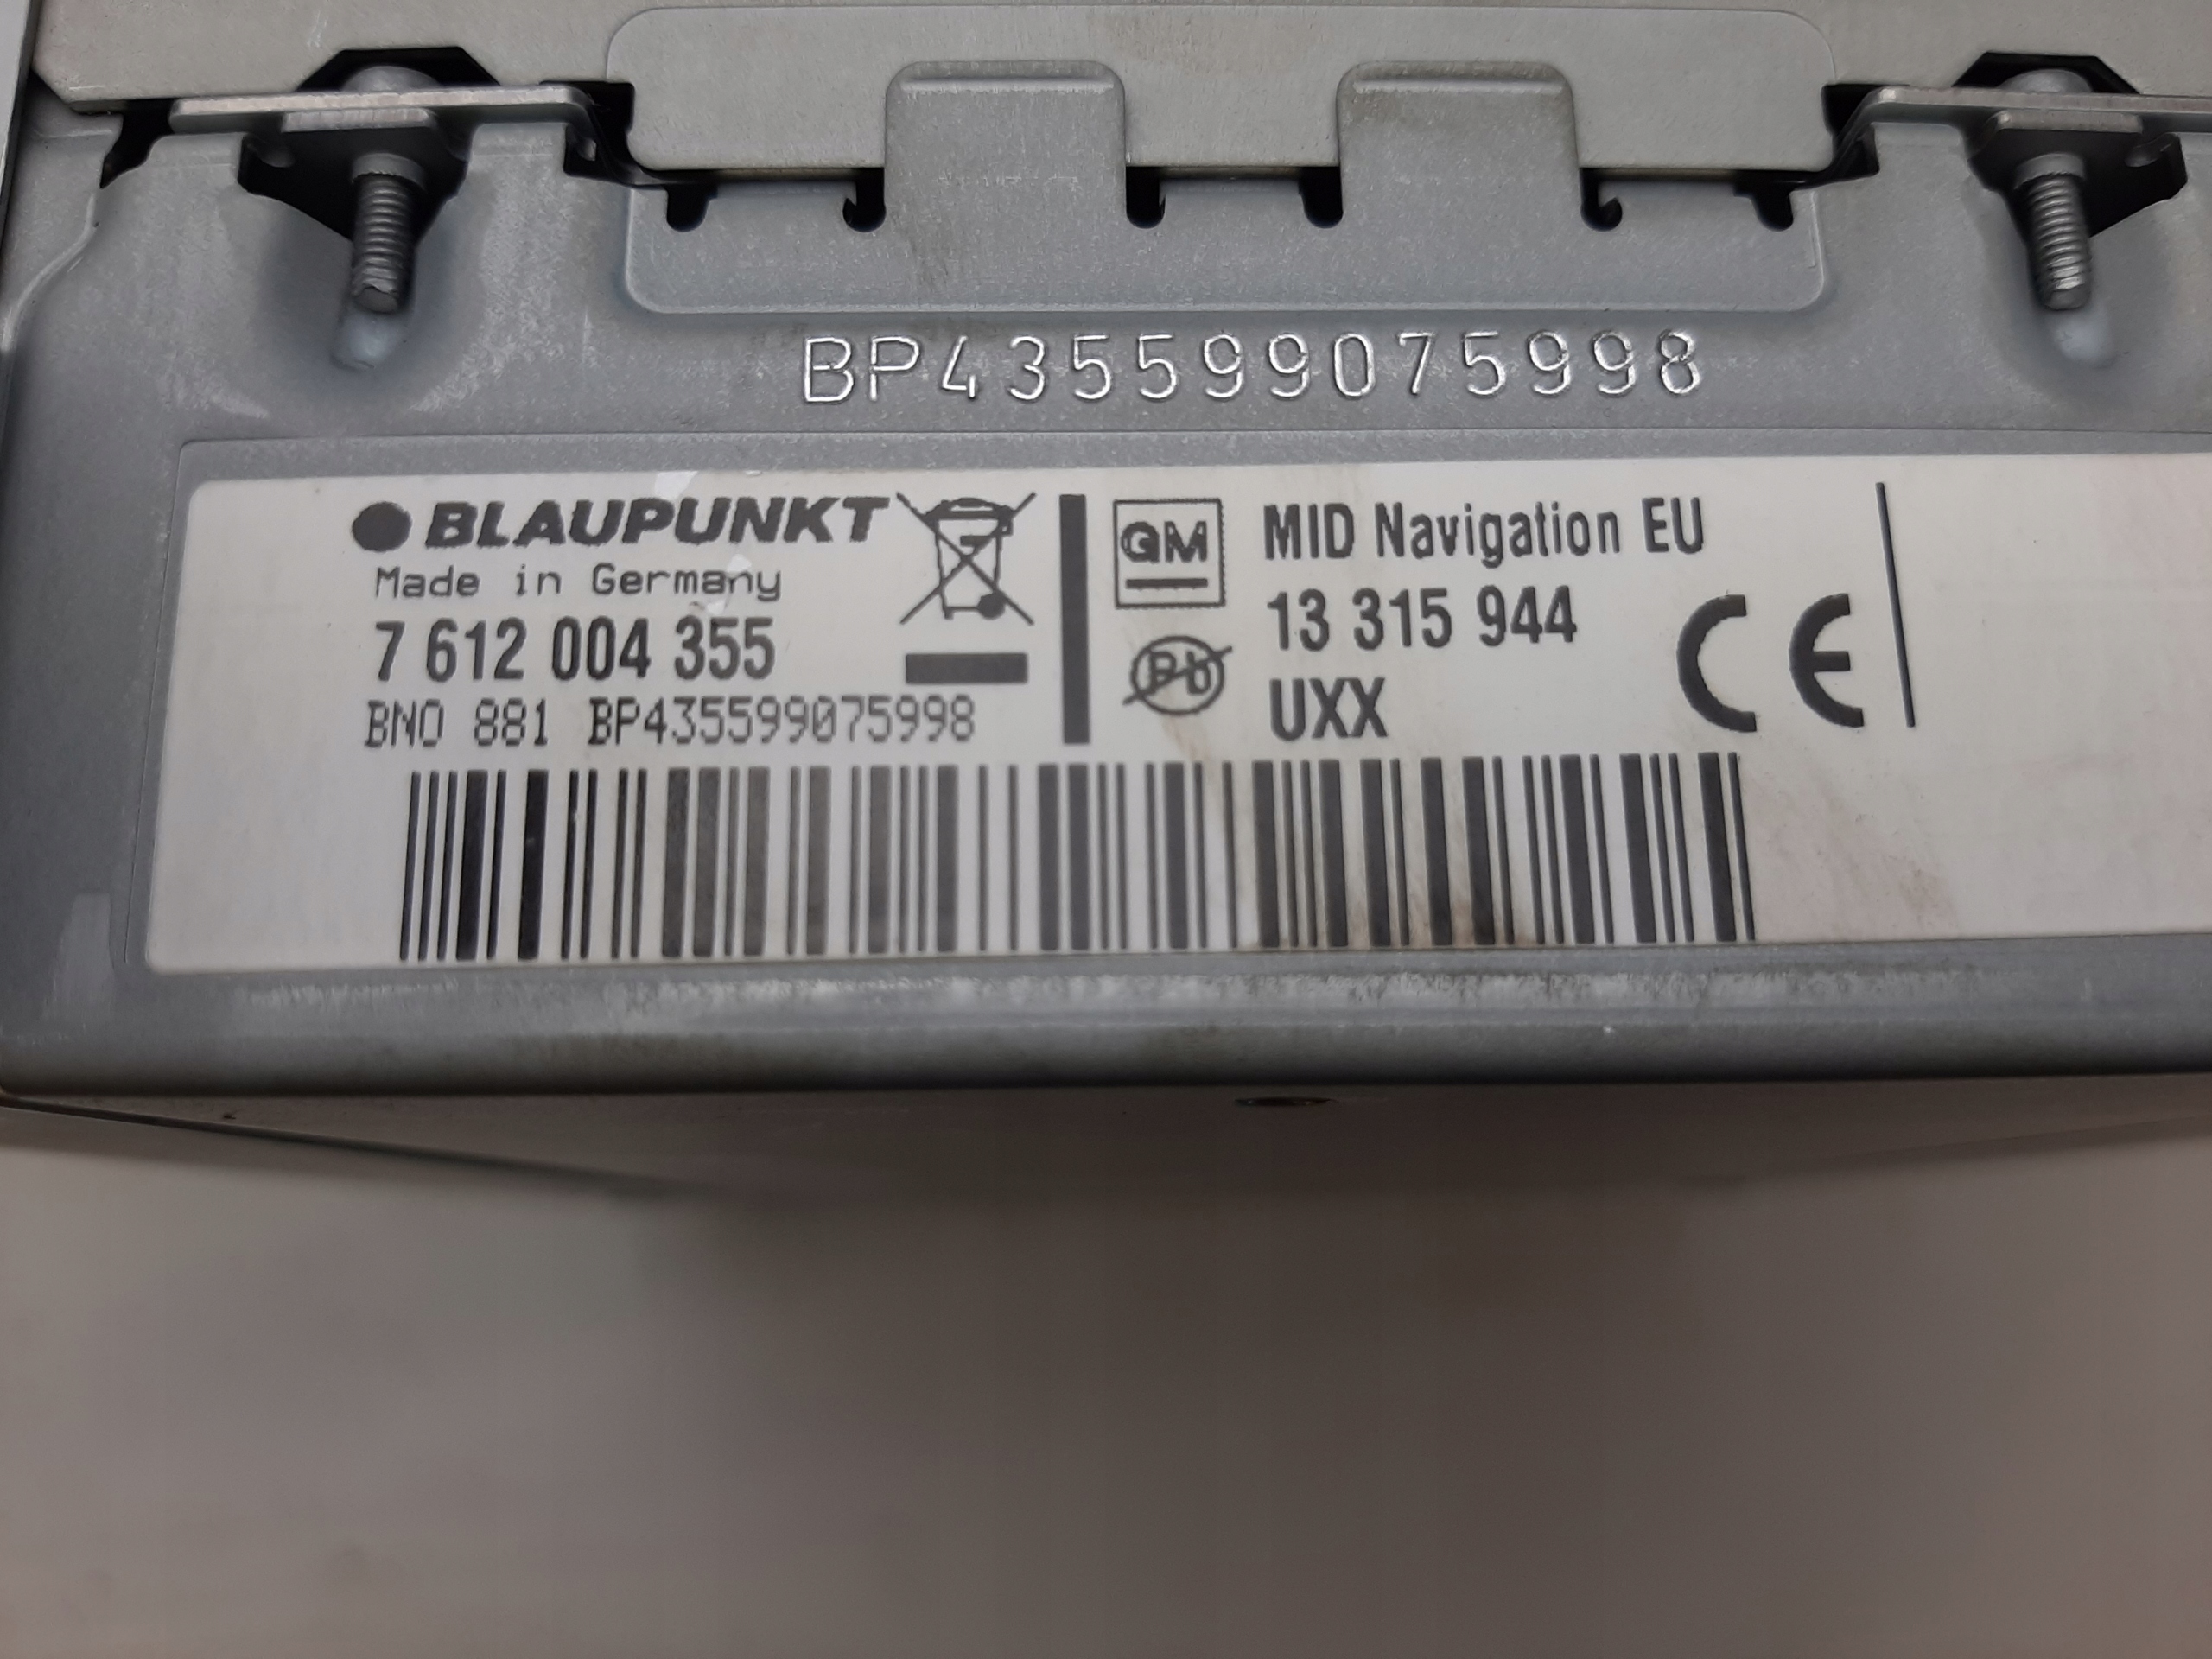 BP435599075998
BLAUPUNKT
Made in Germany
7 612 004 355
BNO 881 BP435599075998
GM
Pb
MID Navigation EU
13 315 944
UXX
CE